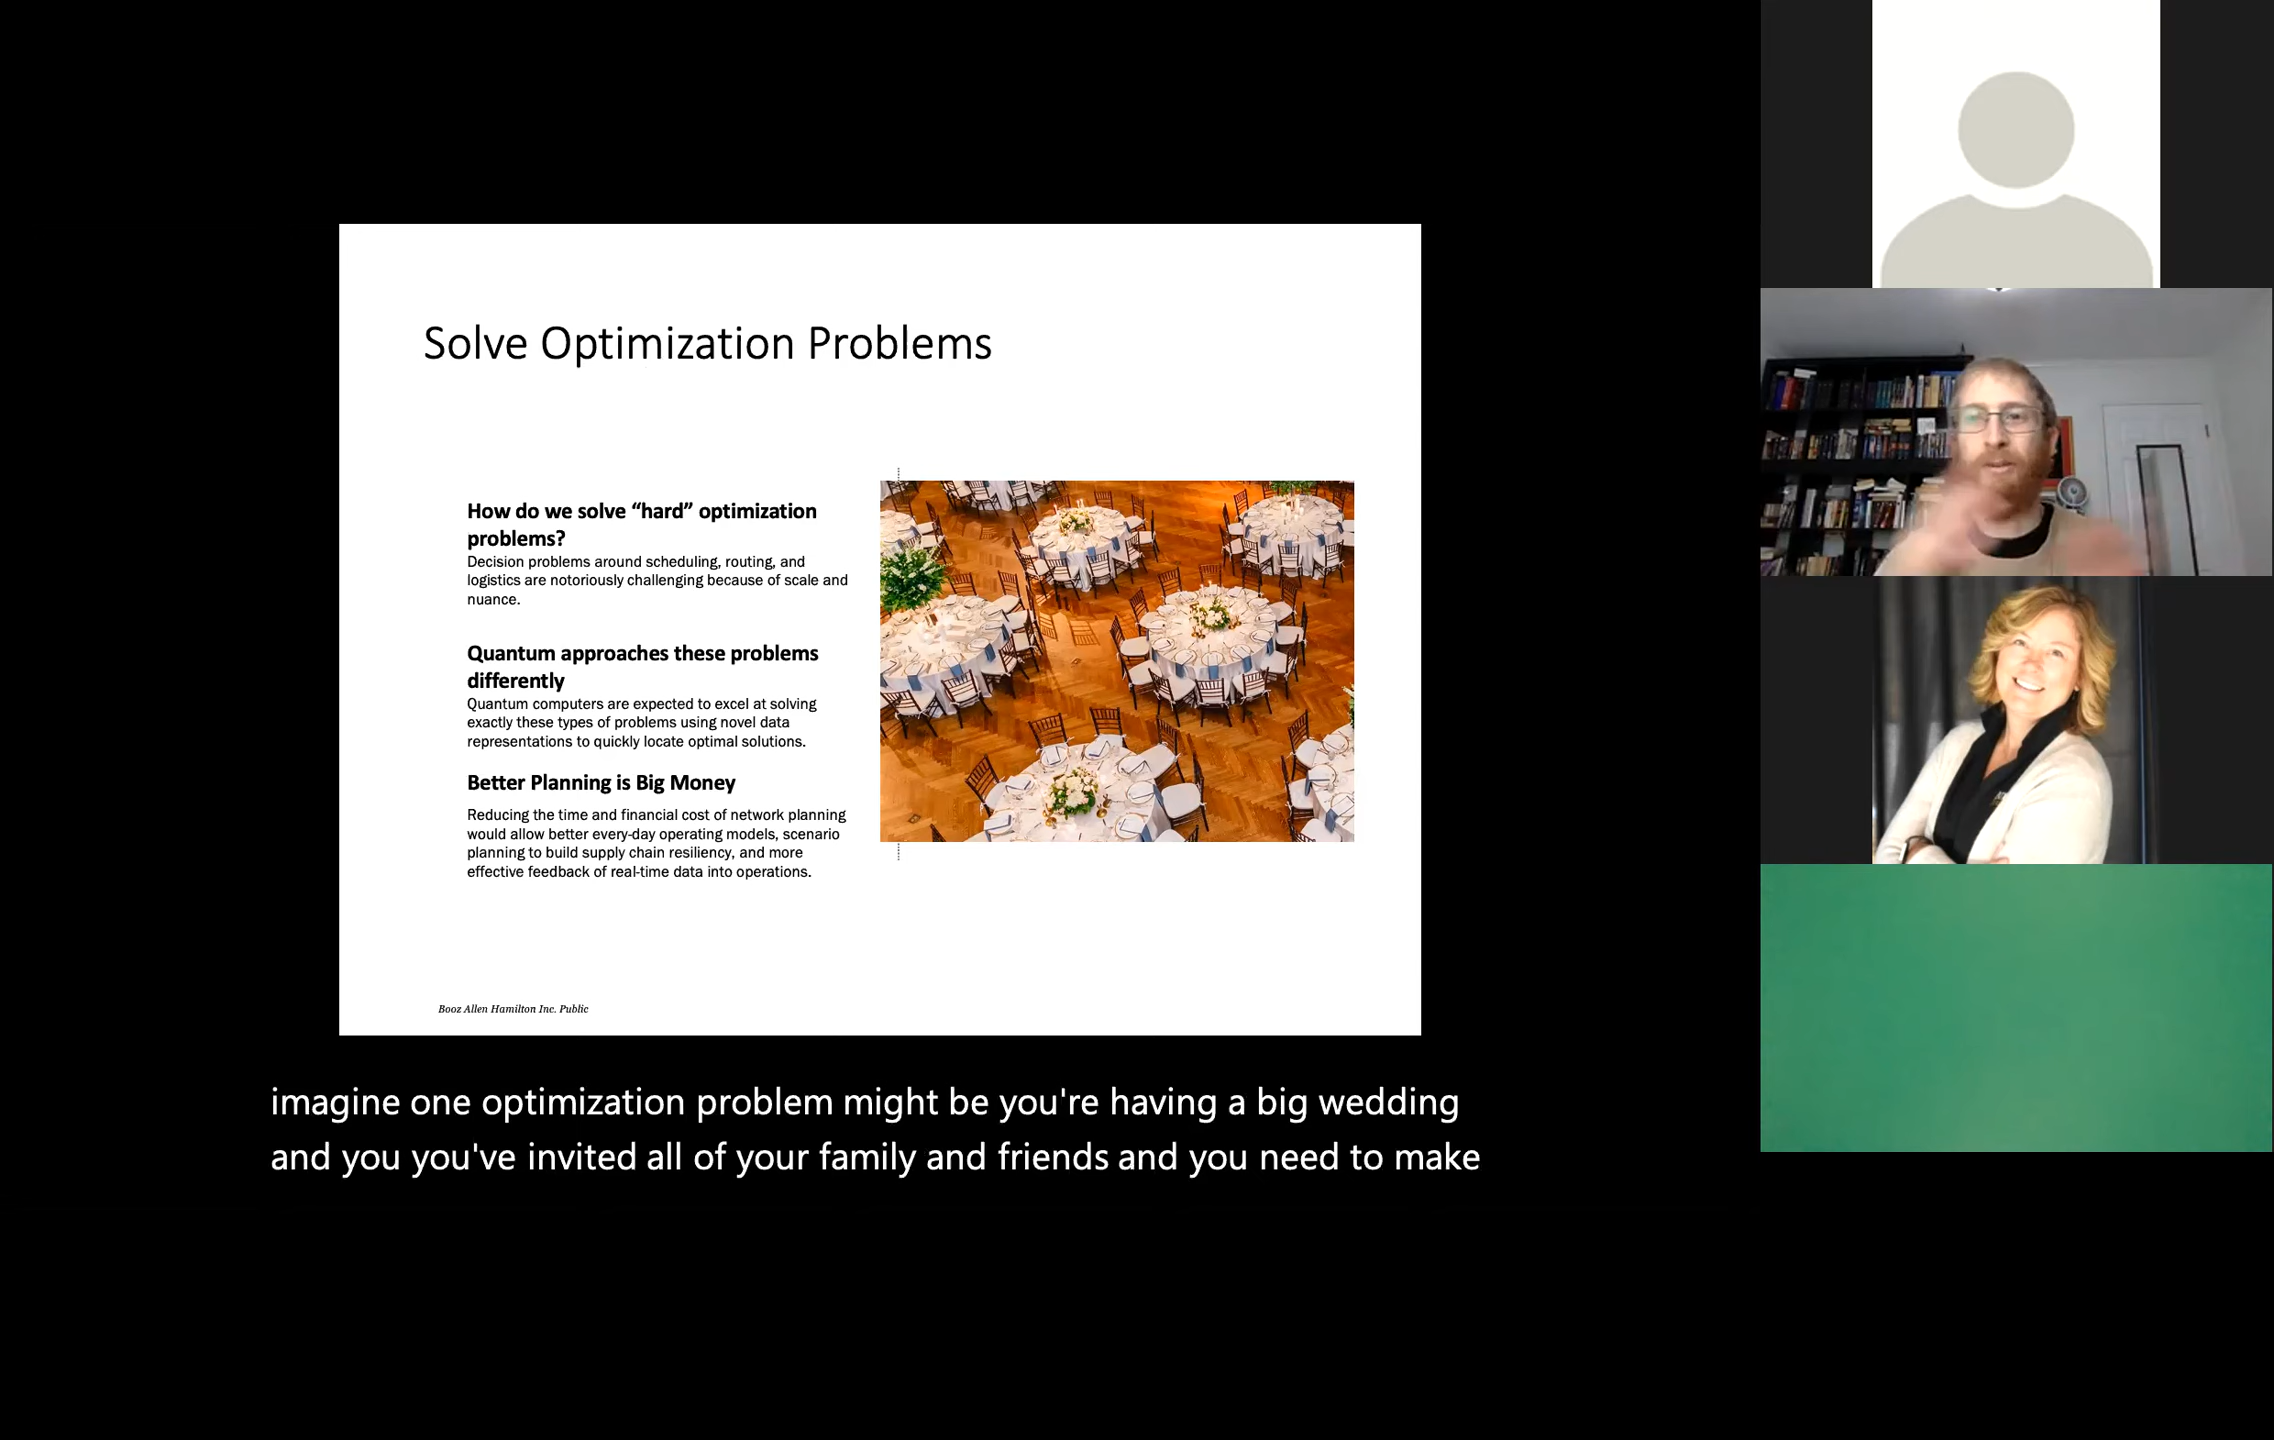 Solve Optimization Problems
How do we solve “hard” optimization
problems?
Decision problems around scheduling, routing, and
logistics are notoriously challenging because of scale and
nuance.
Quantum approaches these problems
differently
Quantum computers are expected to excel at solving
exactly these types of problems using novel data
representations to quickly locate optimal solutions.
Better Planning is Big Money
Reducing the time and financial cost of network planning
would allow better every-day operating models, scenario
planning to build supply chain resiliency, and more
effective feedback of real-time data into operations.
Booz Allen Hamilton Inc. Public
imagine one optimization problem might be you're having a big wedding
and you you've invited all of your family and friends and you need to make